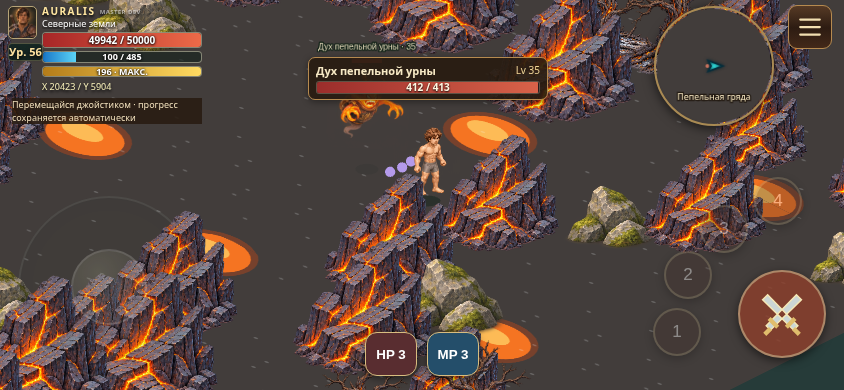 AURALIS
Северные земли
Ур. 56
49942 / 50000
100 / 485
196 · МАКС.
X 20423 / Y 5904
Перемещайся джойстиком · прогресс
сохраняется автоматически
Дух пепельной урны · 35
Дух пепельной урны Lv 35
412 / 413
Пепельная гряда
4
3
2
1
HP 3
MP 3